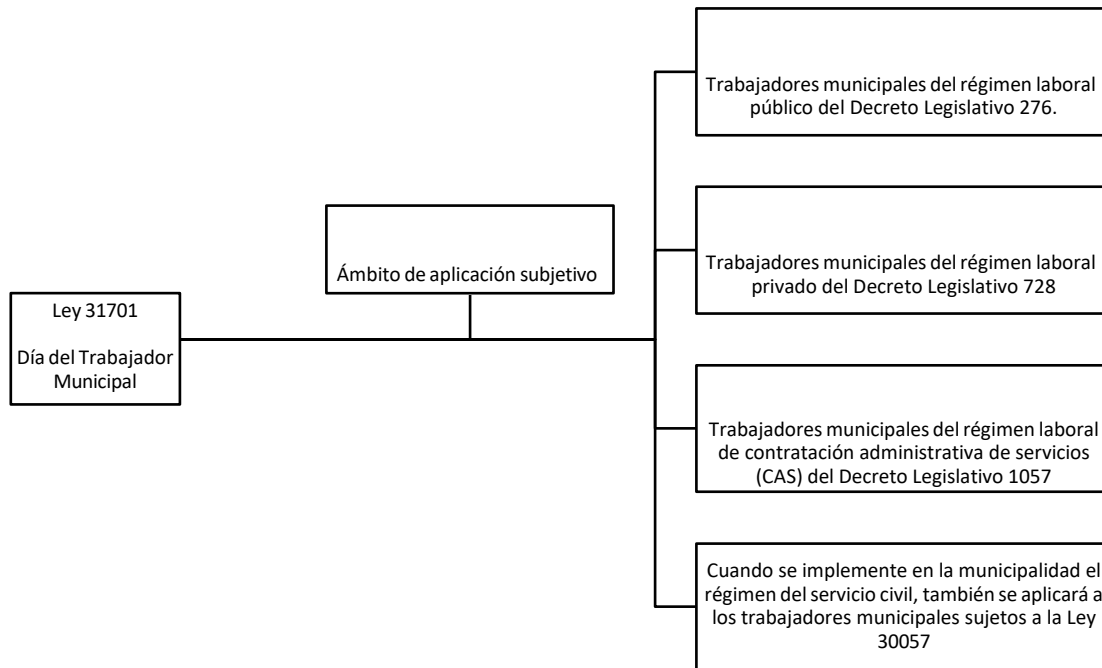 Ley 31701
Día del Trabajador
Municipal
Ámbito de aplicación subjetivo
Trabajadores municipales del régimen laboral
público del Decreto Legislativo 276.
Trabajadores municipales del régimen laboral
privado del Decreto Legislativo 728
Trabajadores municipales del régimen laboral
de contratación administrativa de servicios
(CAS) del Decreto Legislativo 1057
Cuando se implemente en la municipalidad el
régimen del servicio civil, también se aplicará a
los trabajadores municipales sujetos a la Ley
30057